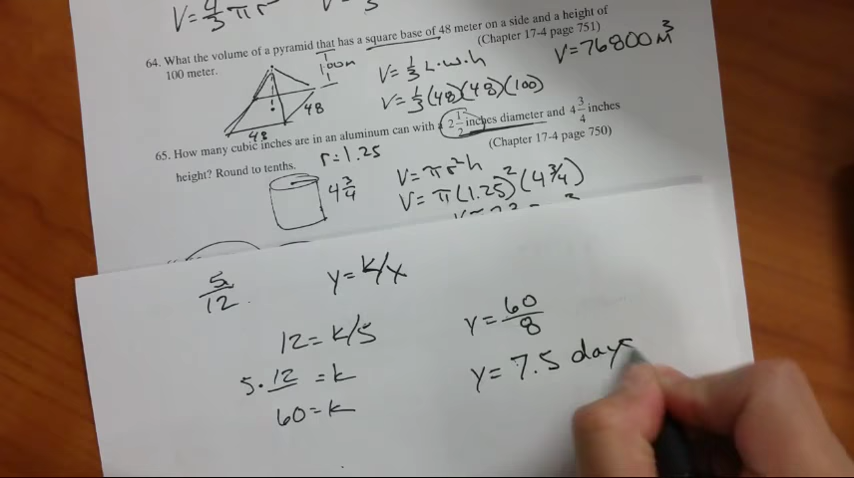 V = 4/3 π r
64. What the volume of a pyramid that has a square base of 48 meter on a side and a height of
100 meter.
(Chapter 17-4 page 751)
V = 1/3 L·w·h
V = 76800 M³
V = 1/3 (48)(48)(100)
48
48
65. How many cubic inches are in an aluminum can with a 2 1/2 inches diameter and 4 3/4 inches
height? Round to tenths.
(Chapter 17-4 page 750)
r = 1.25
4 3/4
V = π r² h
V = π (1.25)² (4 3/4)
5/12
y = k/x
12 = k/5
5 · 12 = k
60 = k
y = 60/8
y = 7.5 days